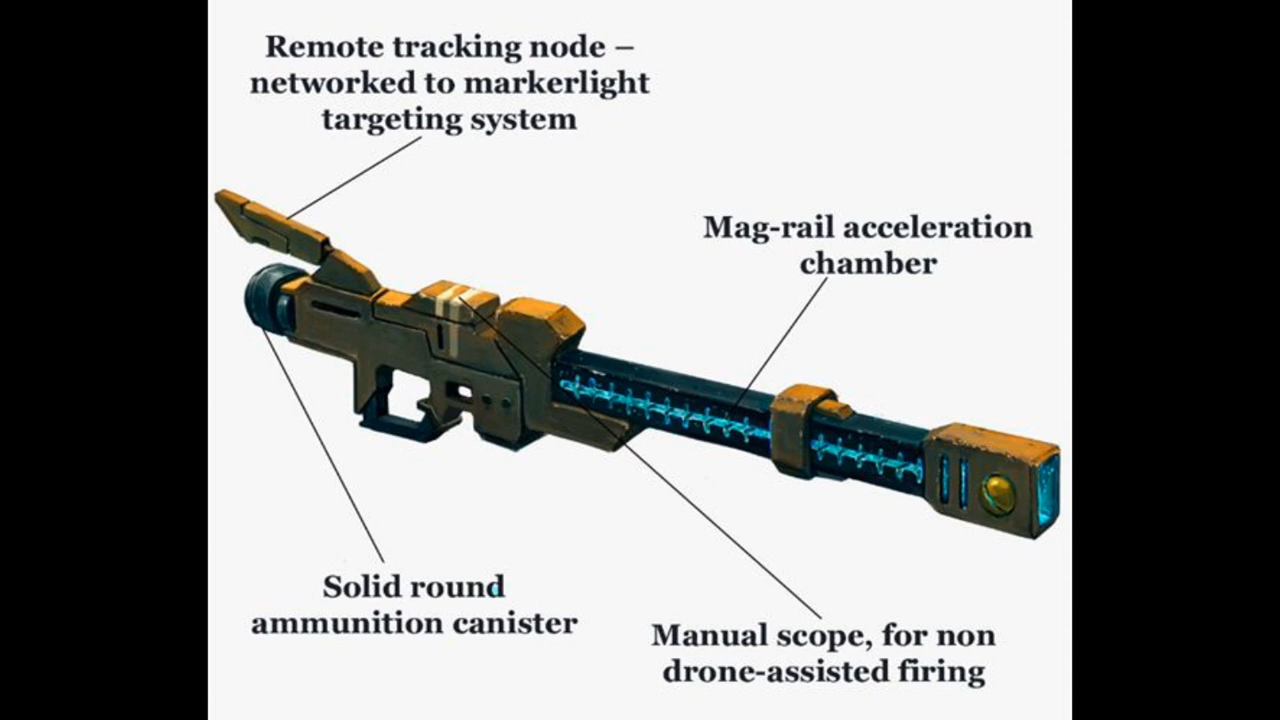 Remote tracking node –
networked to markerlight
targeting system
Mag-rail acceleration
chamber
Solid round
ammunition canister
Manual scope, for non
drone-assisted firing